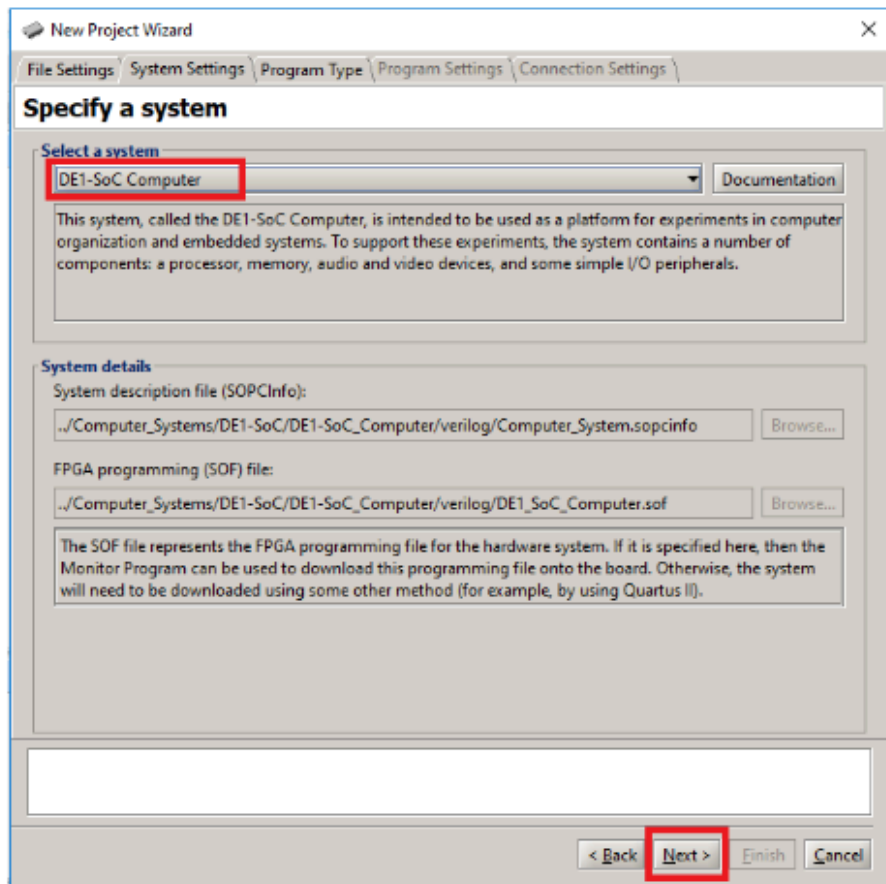 New Project Wizard
File Settings System Settings Program Type Program Settings Connection Settings
Specify a system
Select a system
DE1-SoC Computer Documentation
This system, called the DE1-SoC Computer, is intended to be used as a platform for experiments in computer
organization and embedded systems. To support these experiments, the system contains a number of
components: a processor, memory, audio and video devices, and some simple I/O peripherals.
System details
System description file (SOPCInfo):
../Computer_Systems/DE1-SoC/DE1-SoC_Computer/verilog/Computer_System.sopcinfo Browse...
FPGA programming (SOF) file:
../Computer_Systems/DE1-SoC/DE1-SoC_Computer/verilog/DE1_SoC_Computer.sof Browse...
The SOF file represents the FPGA programming file for the hardware system. If it is specified here, then the
Monitor Program can be used to download this programming file onto the board. Otherwise, the system
will need to be downloaded using some other method (for example, by using Quartus II).
< Back Next > Finish Cancel